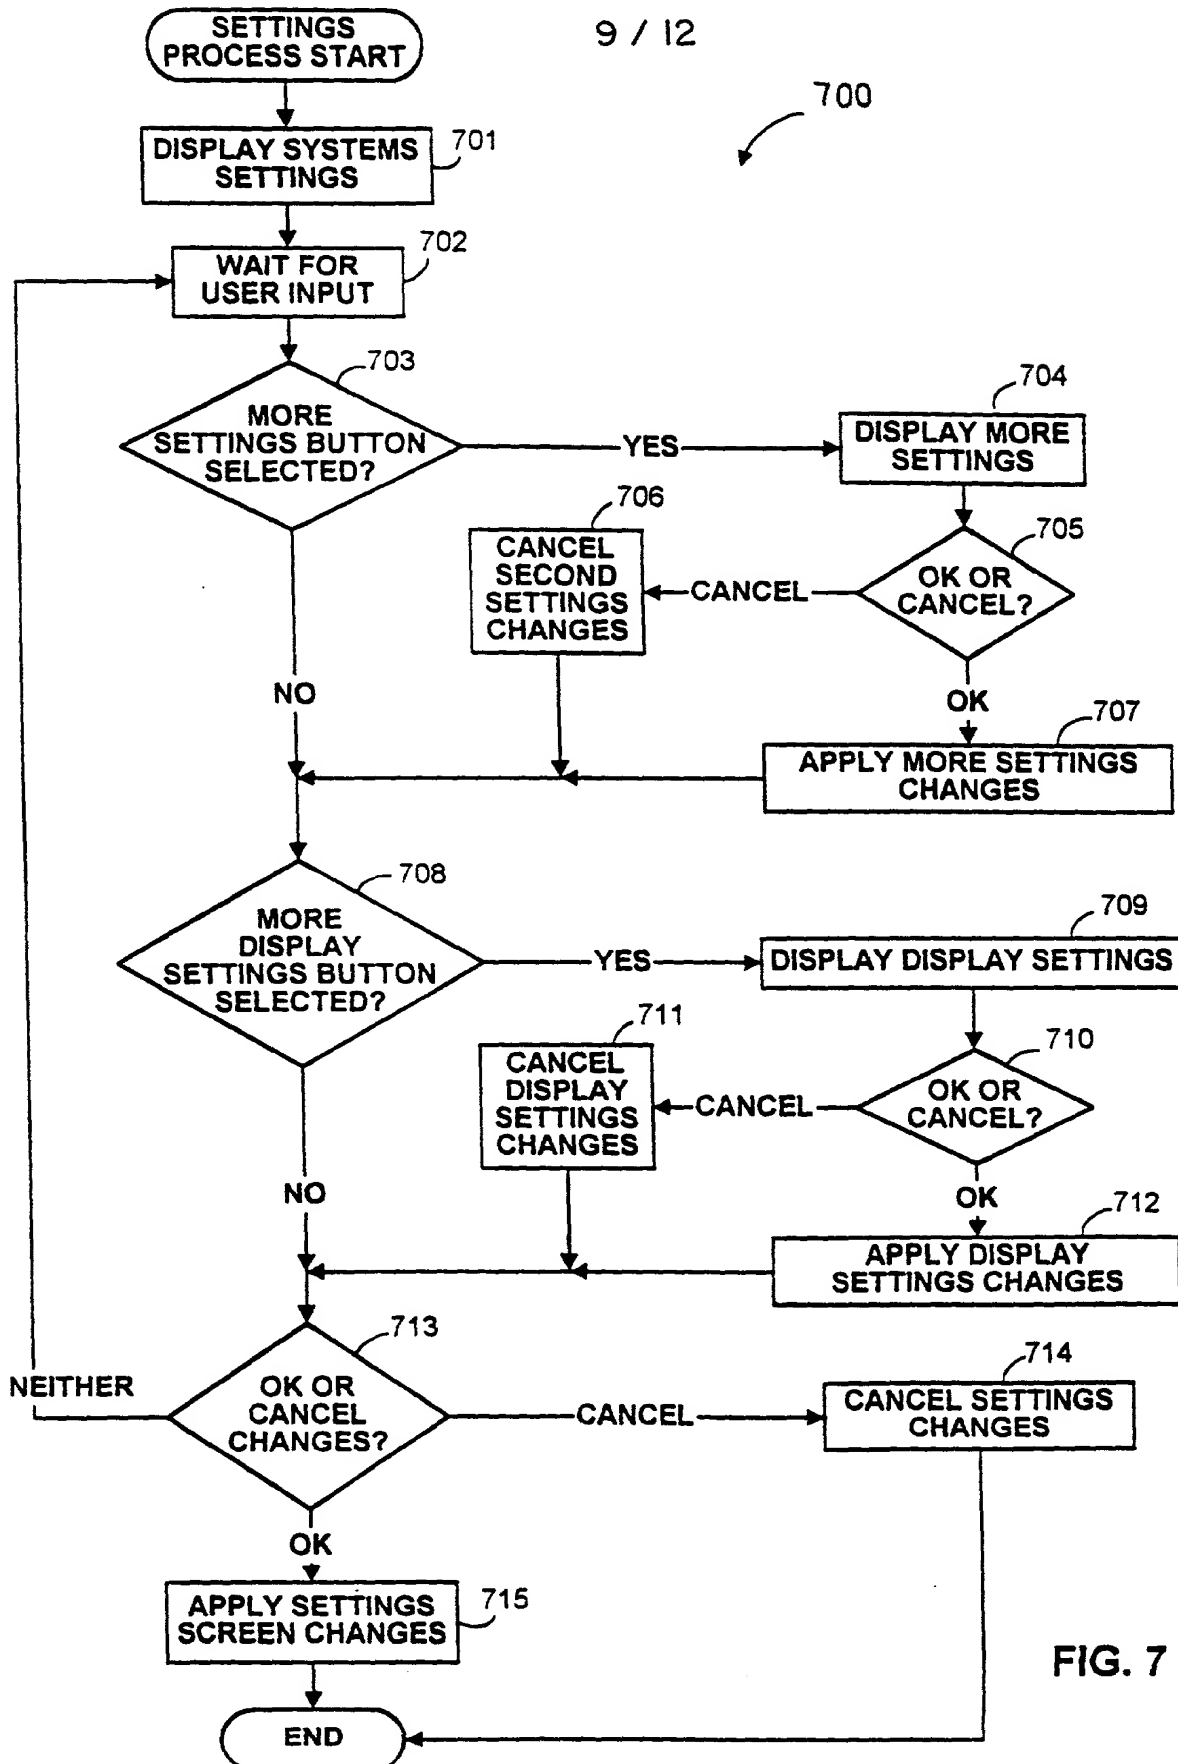 SETTINGS
PROCESS START
9 / 12
700
DISPLAY SYSTEMS
SETTINGS
701
WAIT FOR
USER INPUT
702
703
MORE
SETTINGS BUTTON
SELECTED?
YES
704
DISPLAY MORE
SETTINGS
705
OK OR
CANCEL?
CANCEL
706
CANCEL
SECOND
SETTINGS
CHANGES
OK
NO
707
APPLY MORE SETTINGS
CHANGES
708
MORE
DISPLAY
SETTINGS BUTTON
SELECTED?
YES
709
DISPLAY DISPLAY SETTINGS
710
OK OR
CANCEL?
CANCEL
711
CANCEL
DISPLAY
SETTINGS
CHANGES
OK
NO
712
APPLY DISPLAY
SETTINGS CHANGES
713
OK OR
CANCEL
CHANGES?
NEITHER
CANCEL
714
CANCEL SETTINGS
CHANGES
OK
APPLY SETTINGS
SCREEN CHANGES
715
END
FIG. 7